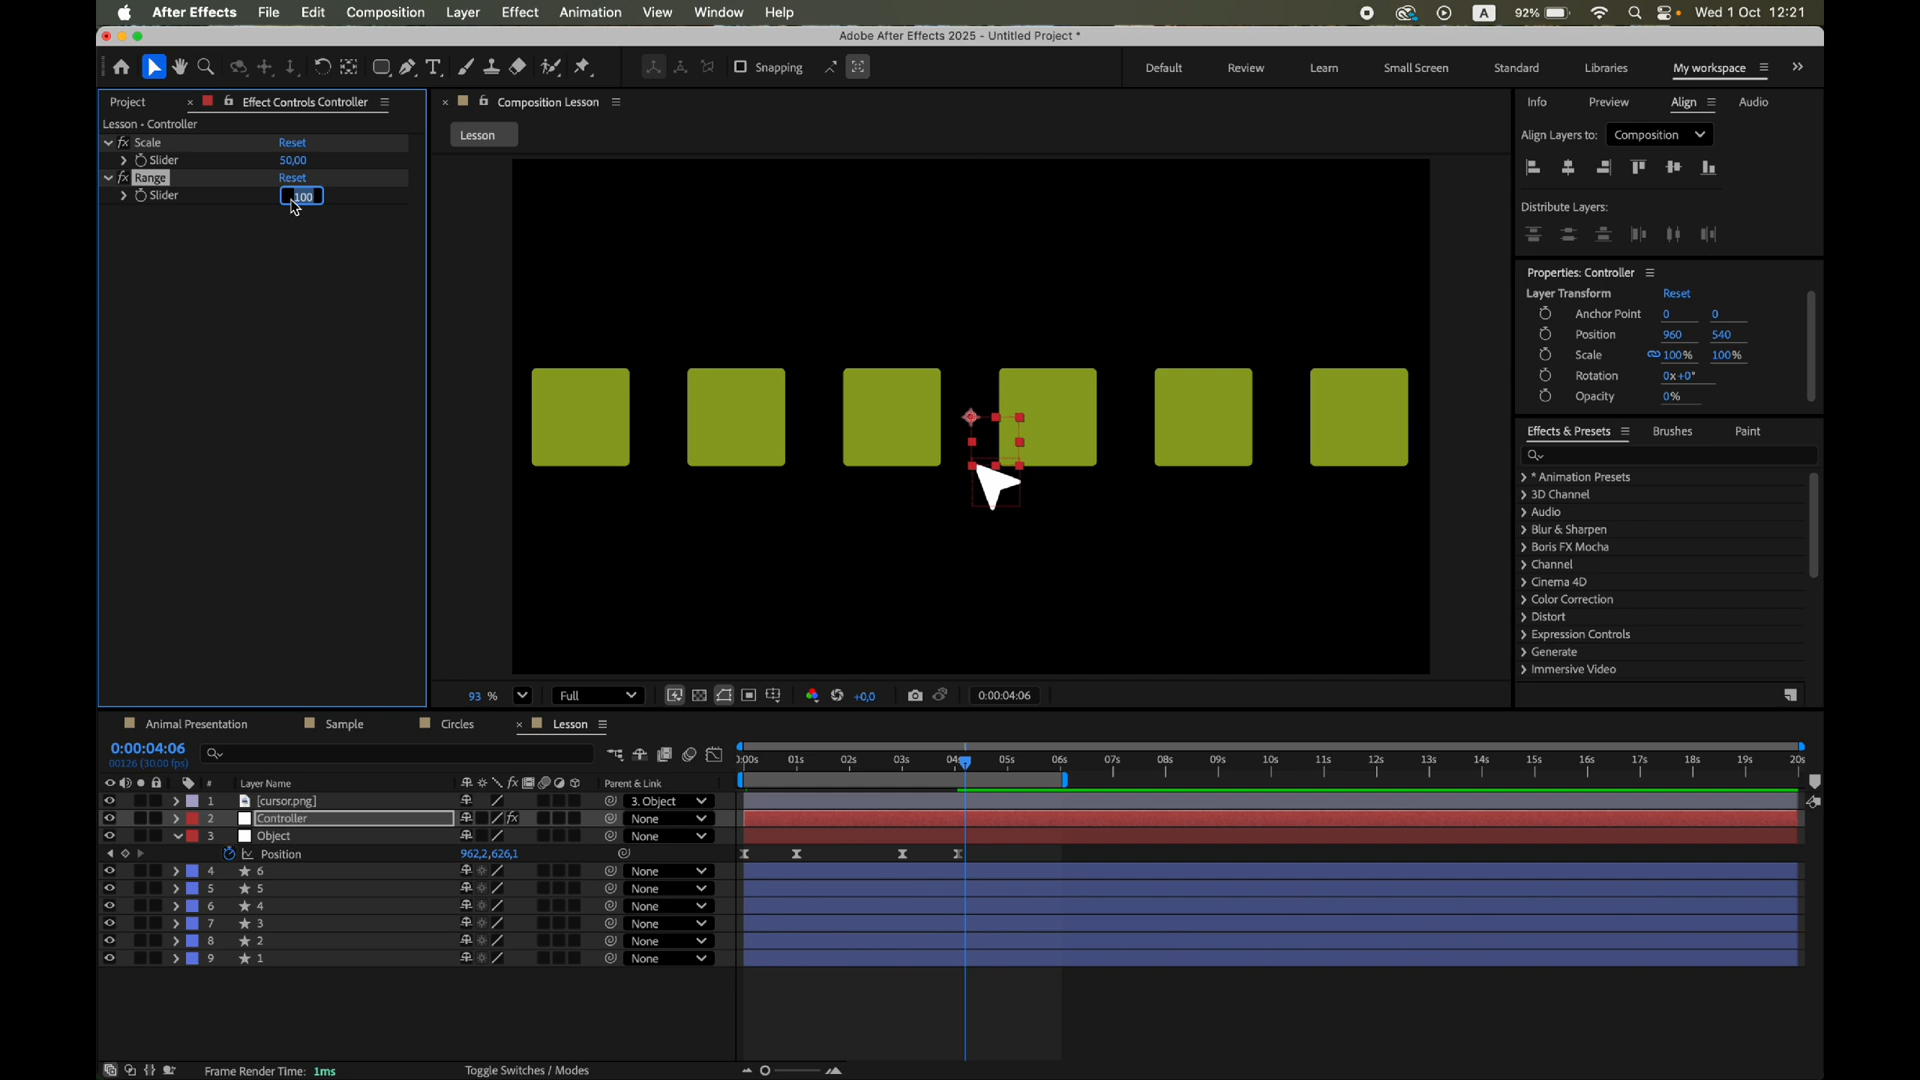 After Effects File Edit Composition Layer Effect Animation View Window Help A 92% Wed 1 Oct 12:21
Adobe After Effects 2025 - Untitled Project *
Snapping Default Review Learn Small Screen Standard Libraries My workspace
Project Effect Controls Controller Composition Lesson
Lesson • Controller
fx Scale Reset
Slider 50,00
fx Range Reset
Slider 100
Lesson
Info Preview Align Audio
Align Layers to: Composition
Distribute Layers:
Properties: Controller
Layer Transform Reset
Anchor Point 0 0
Position 960 540
Scale 100% 100%
Rotation 0x+0°
Opacity 0%
Effects & Presets Brushes Paint
* Animation Presets
3D Channel
Audio
Blur & Sharpen
Boris FX Mocha
Channel
Cinema 4D
Color Correction
Distort
Expression Controls
Generate
Immersive Video
93 % Full +0,0 0:00:04:06
Animal Presentation Sample Circles Lesson
0:00:04:06
00126 (30.00 fps)
# Layer Name fx Parent & Link
1 [cursor.png] 3. Object
2 Controller fx None
3 Object None
Position 962,2,626,1
4 6 None
5 5 None
6 4 None
7 3 None
8 2 None
9 1 None
01s 02s 03s 05s 06s 07s 08s 09s 10s 11s 12s 13s 14s 15s 16s 17s 18s 19s 20s
Frame Render Time: 1ms Toggle Switches / Modes